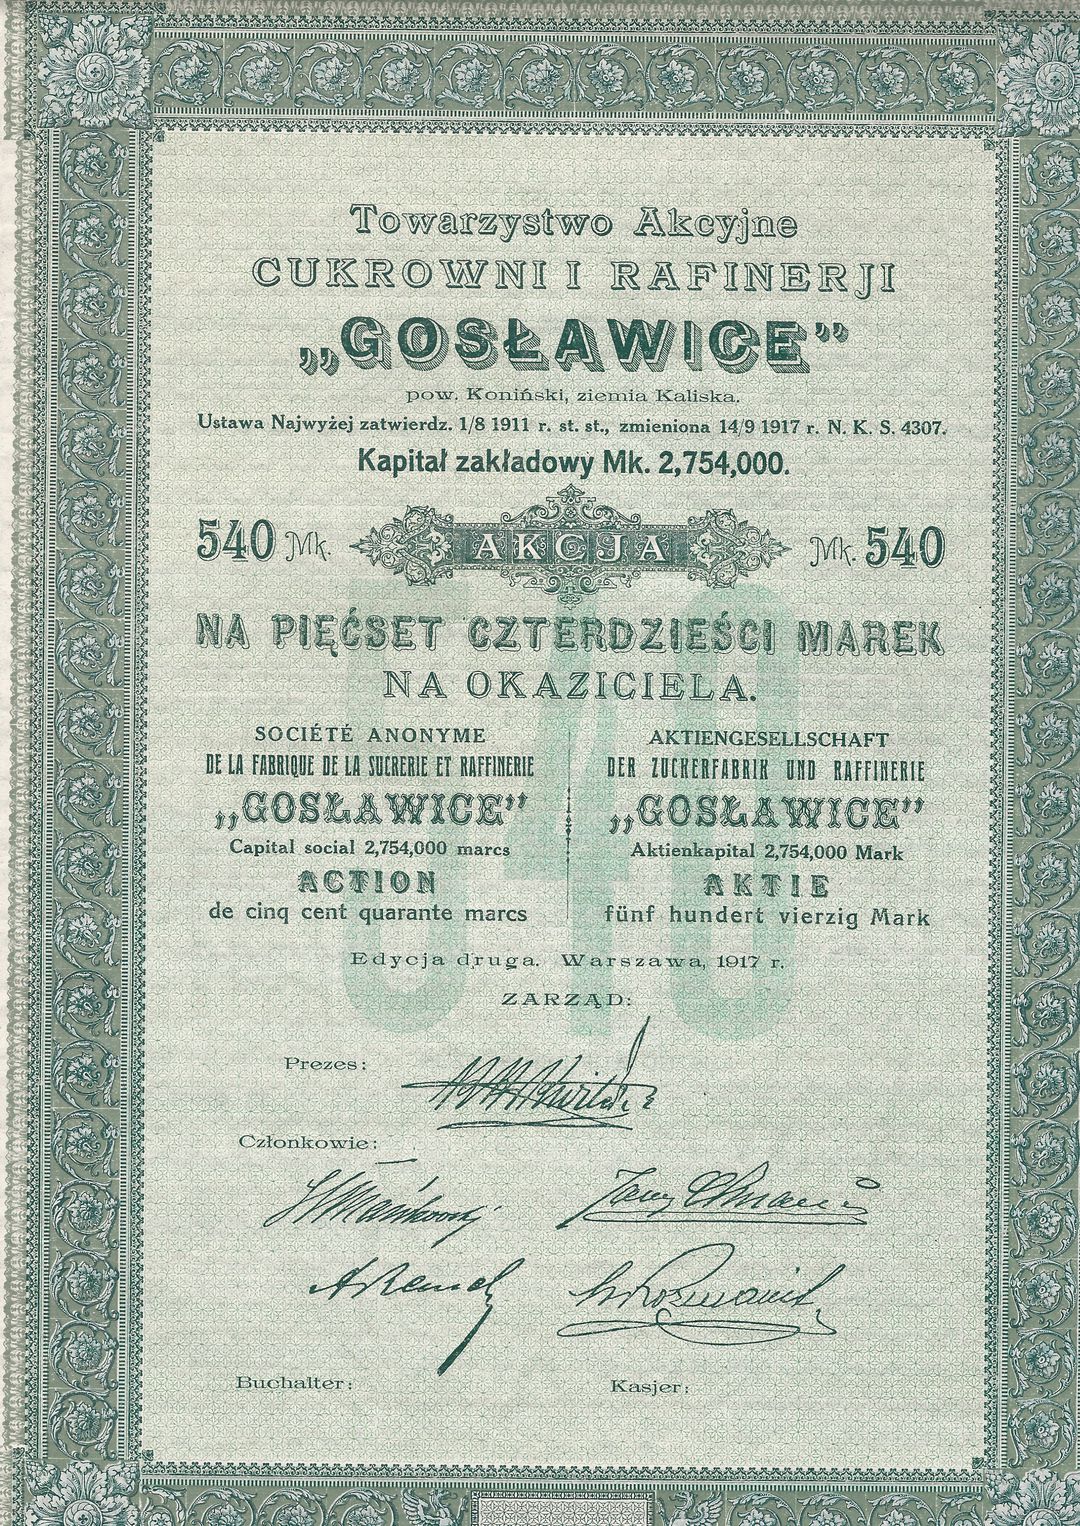 Towarzystwo Akcyjne
CUKROWNI I RAFINERJI
„GOSŁAWICE”
pow. Koniński, ziemia Kaliska.
Ustawa Najwyżej zatwierdz. 1/8 1911 r. st. st., zmieniona 14/9 1917 r. N. K. S. 4307.
Kapitał zakładowy Mk. 2,754,000.
540 Mk. AKCJA Mk. 540
NA PIĘĆSET CZTERDZIEŚCI MAREK
NA OKAZICIELA.
SOCIÉTÉ ANONYME
DE LA FABRIQUE DE LA SUCRERIE ET RAFFINERIE
„GOSŁAWICE”
Capital social 2,754,000 marcs
ACTION
de cinq cent quarante marcs
AKTIENGESELLSCHAFT
DER ZUCKERFABRIK UND RAFFINERIE
„GOSŁAWICE”
Aktienkapital 2,754,000 Mark
AKTIE
fünf hundert vierzig Mark
540
Edycja druga. Warszawa, 1917 r.
ZARZĄD:
Prezes:
Członkowie:
Buchalter:
Kasjer: